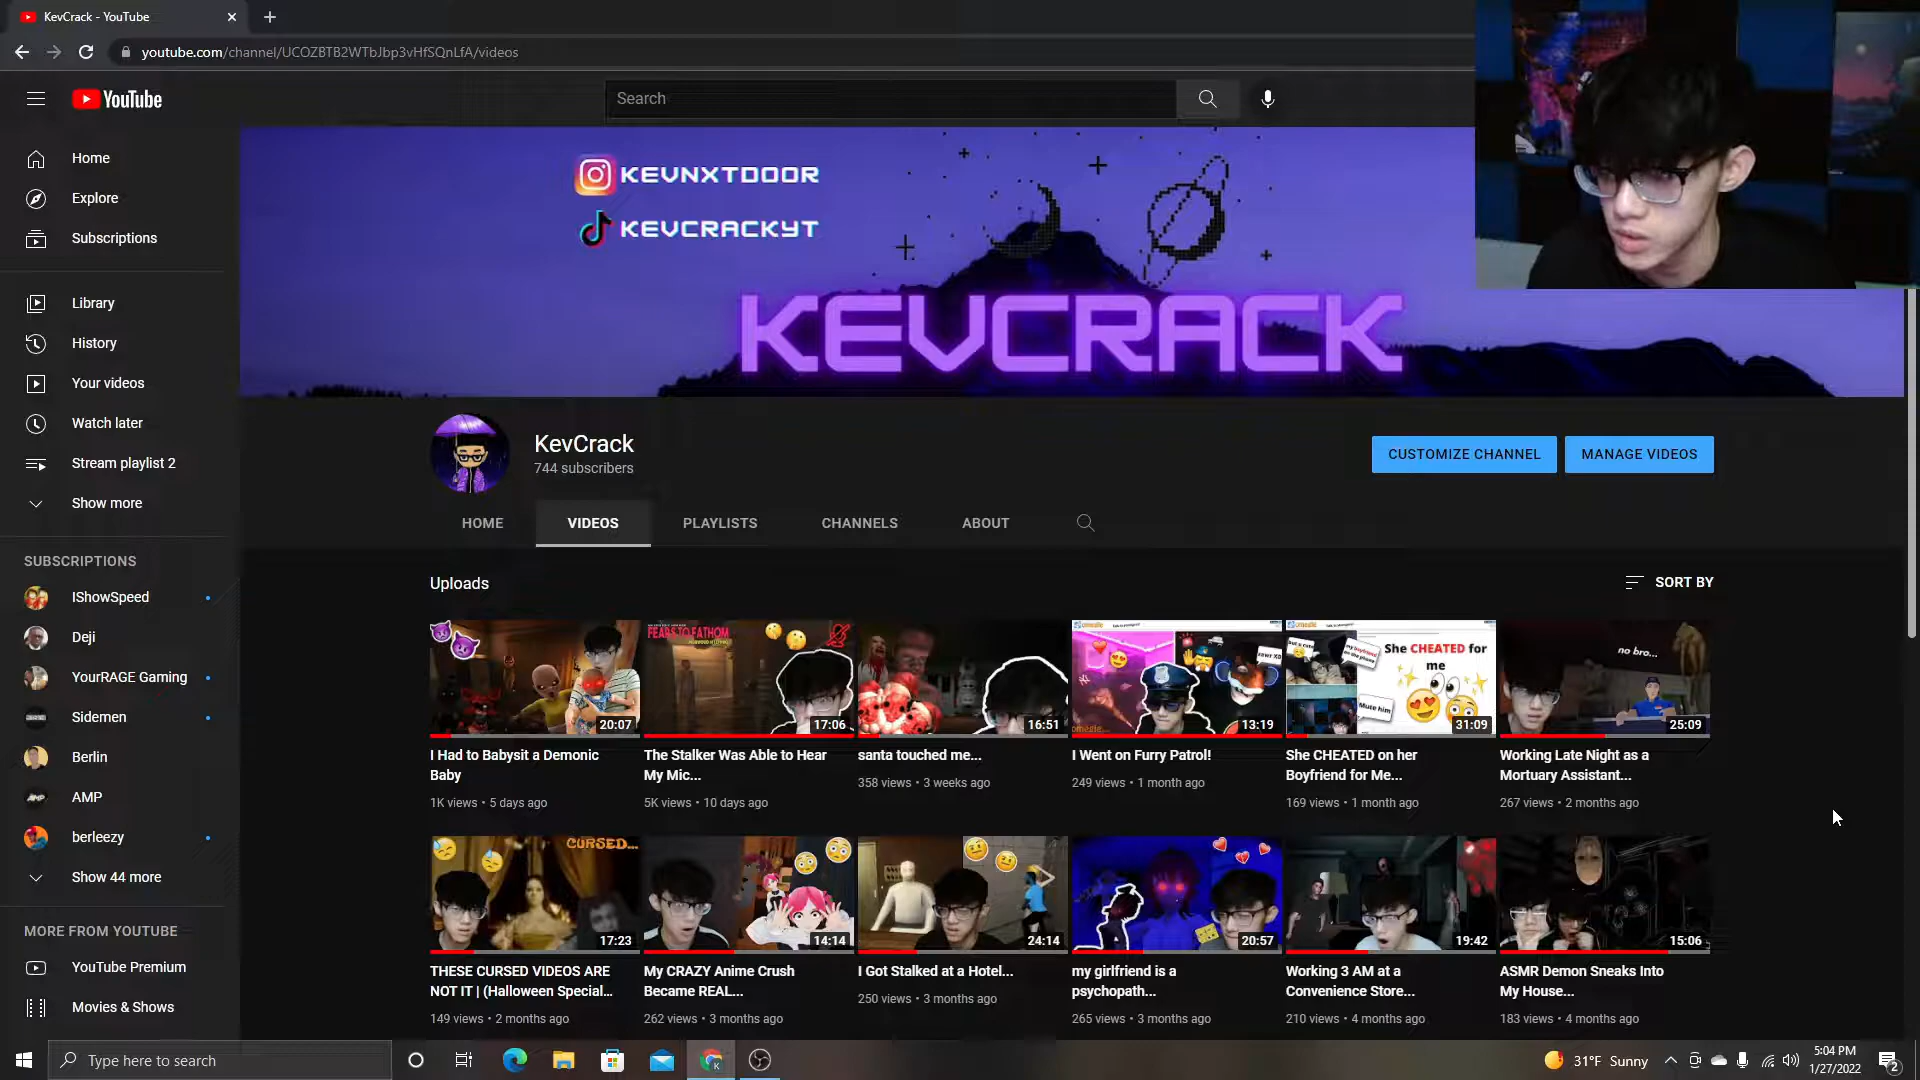 KevCrack - YouTube
youtube.com/channel/UCOZBTB2WTbJbp3vHfSQnLfA/videos
YouTube
Search
Home
Explore
Subscriptions
Library
History
Your videos
Watch later
Stream playlist 2
Show more
SUBSCRIPTIONS
IShowSpeed
Deji
YourRAGE Gaming
Sidemen
Berlin
AMP
berleezy
Show 44 more
MORE FROM YOUTUBE
YouTube Premium
Movies & Shows
KEVNXTDOOR
KEVCRACKYT
KEVCRACK
KevCrack
744 subscribers
CUSTOMIZE CHANNEL
MANAGE VIDEOS
HOME
VIDEOS
PLAYLISTS
CHANNELS
ABOUT
Uploads
SORT BY
20:07
I Had to Babysit a Demonic
Baby
1K views • 5 days ago
FEARS TO FATHOM
17:06
The Stalker Was Able to Hear
My Mic...
5K views • 10 days ago
16:51
santa touched me...
358 views • 3 weeks ago
omegle
rawr XD
13:19
I Went on Furry Patrol!
249 views • 1 month ago
omegle
She CHEATED for
me
Mute him
31:09
She CHEATED on her
Boyfriend for Me...
169 views • 1 month ago
no bro...
25:09
Working Late Night as a
Mortuary Assistant...
267 views • 2 months ago
CURSED...
17:23
THESE CURSED VIDEOS ARE
NOT IT | (Halloween Special...
149 views • 2 months ago
14:14
My CRAZY Anime Crush
Became REAL...
262 views • 3 months ago
24:14
I Got Stalked at a Hotel...
250 views • 3 months ago
20:57
my girlfriend is a
psychopath...
265 views • 3 months ago
19:42
Working 3 AM at a
Convenience Store...
210 views • 4 months ago
15:06
ASMR Demon Sneaks Into
My House...
183 views • 4 months ago
Type here to search
31°F Sunny
5:04 PM
1/27/2022
2